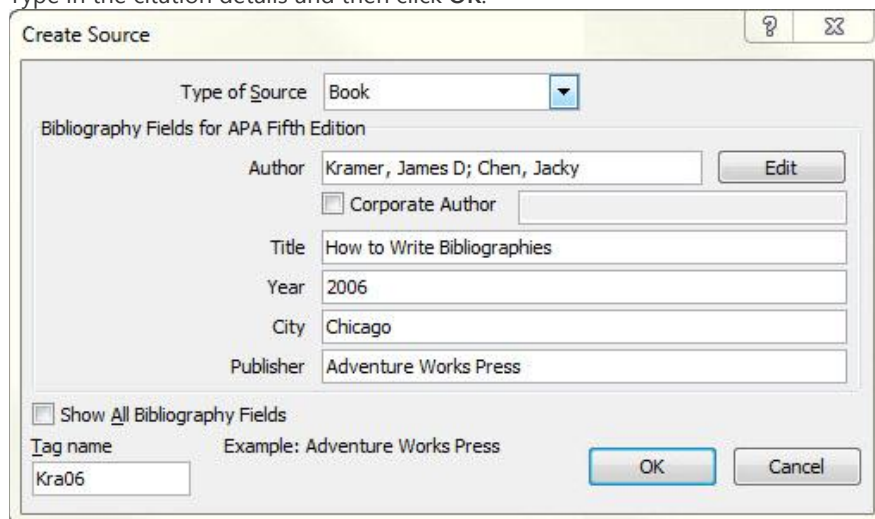 Type in the citation details and then click OK.
Create Source
Type of Source Book
Bibliography Fields for APA Fifth Edition
Author Kramer, James D; Chen, Jacky Edit
Corporate Author
Title How to Write Bibliographies
Year 2006
City Chicago
Publisher Adventure Works Press
Show All Bibliography Fields
Tag name Example: Adventure Works Press
Kra06 OK Cancel